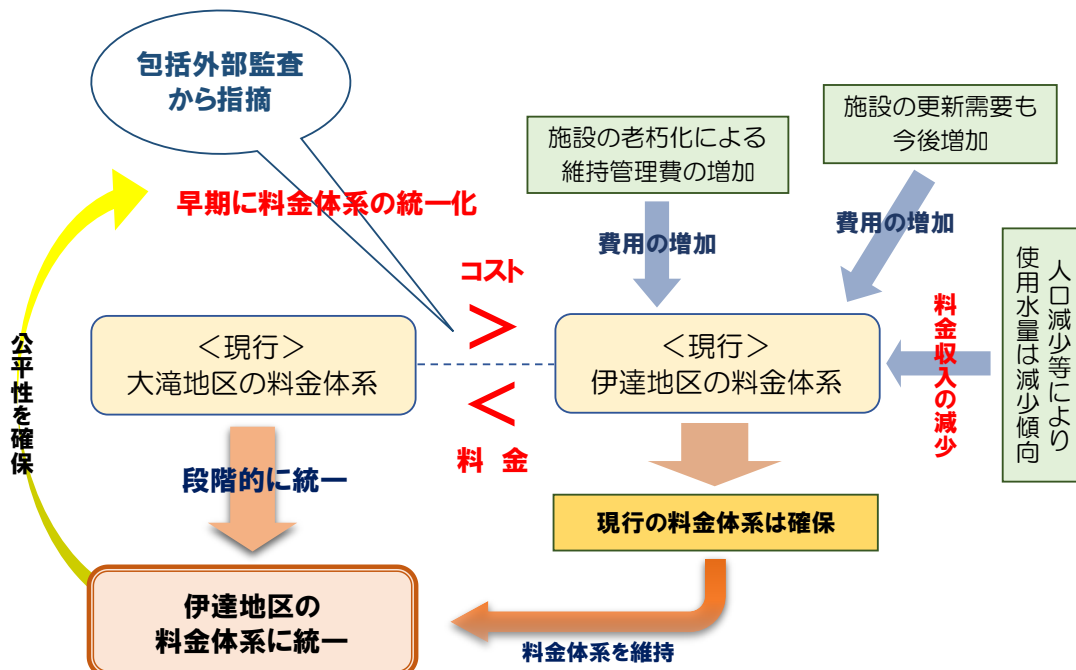 包括外部監査
から指摘
早期に料金体系の統一化
施設の老朽化による
維持管理費の増加
施設の更新需要も
今後増加
費用の増加
費用の増加
人口減少等により
使用水量は減少傾向
料金収入の減少
コスト
＞
＜現行＞
大滝地区の料金体系
＜現行＞
伊達地区の料金体系
＜
料 金
公平性を確保
段階的に統一
現行の料金体系は確保
伊達地区の
料金体系に統一
料金体系を維持